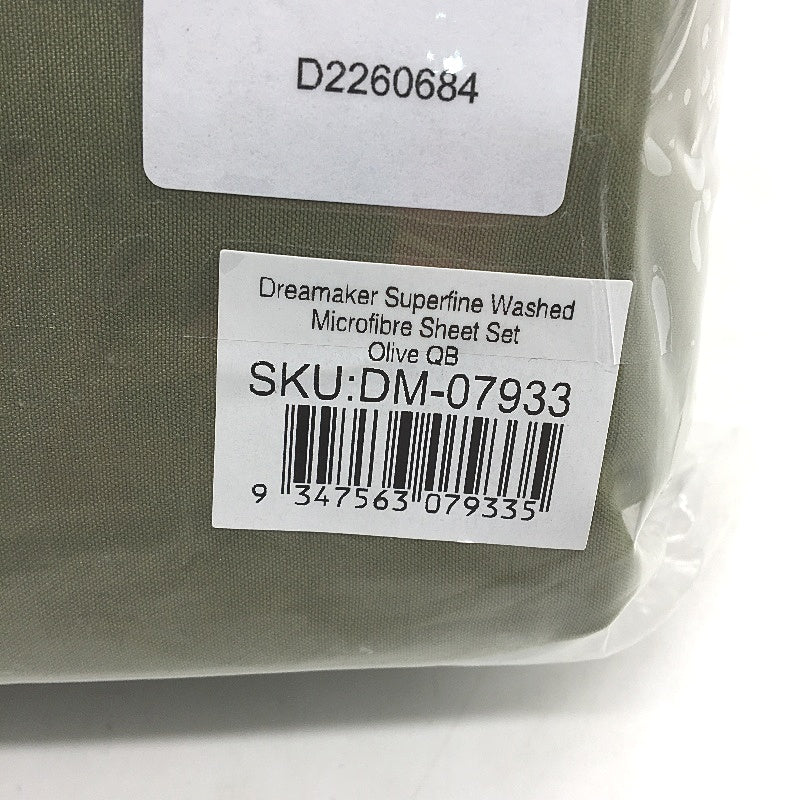 D2260684
Dreamaker Superfine Washed
Microfibre Sheet Set
Olive QB
SKU:DM-07933
9 347563 079335